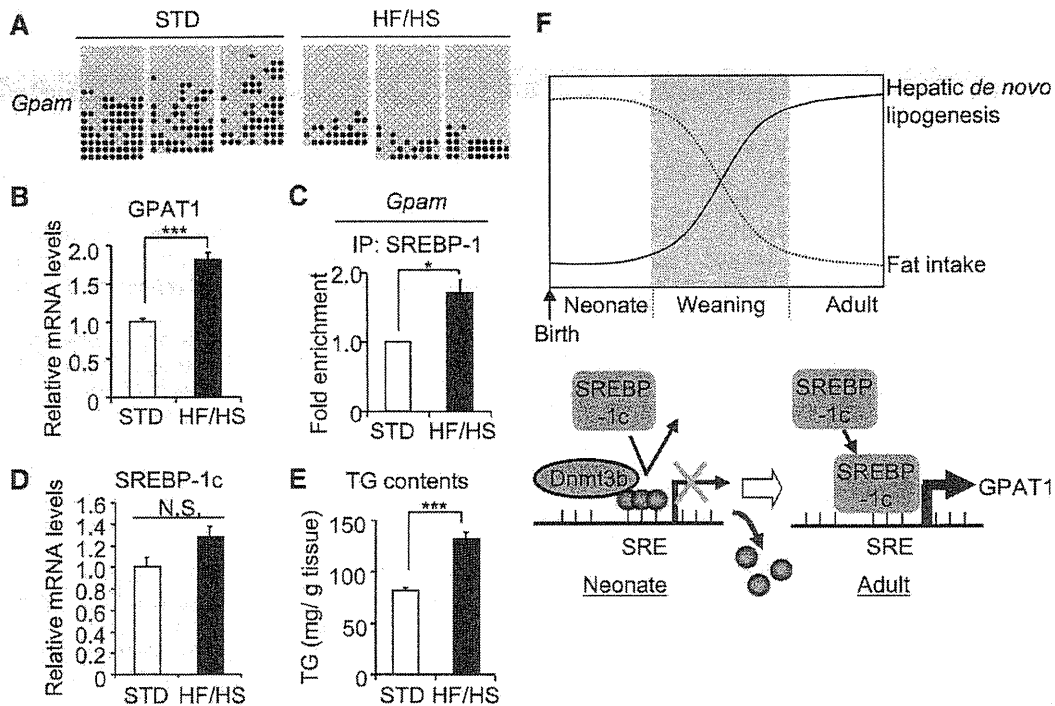 A
STD HF/HS
Gpam
B
GPAT1
***
Relative mRNA levels
2.0
1.5
1.0
0.5
0
STD HF/HS
C
Gpam
IP: SREBP-1
*
Fold enrichment
2.0
1.0
0
STD HF/HS
D
SREBP-1c
N.S.
Relative mRNA levels
1.6
1.4
1.2
1.0
0.8
0.6
0.4
0.2
0
STD HF/HS
E
TG contents
***
TG (mg/ g tissue)
150
100
50
0
STD HF/HS
F
Hepatic de novo
lipogenesis
Fat intake
Neonate Weaning Adult
Birth
SREBP
-1c
Dnmt3b
SRE
Neonate
SREBP
-1c
SREBP
-1c
GPAT1
SRE
Adult